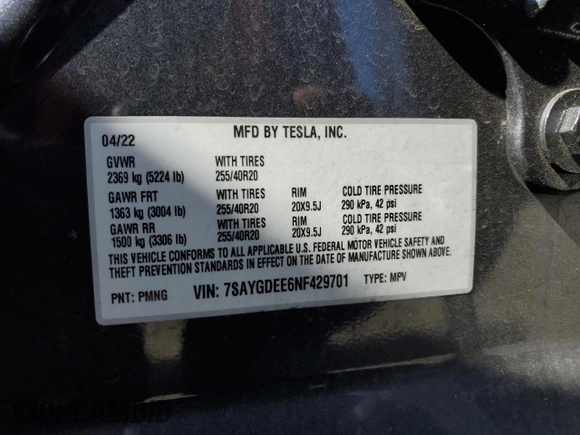 04/22 MFD BY TESLA, INC.
GVWR WITH TIRES
2369 kg (5224 lb) 255/40R20
GAWR FRT WITH TIRES RIM COLD TIRE PRESSURE
1363 kg (3004 lb) 255/40R20 20X9.5J 290 kPa, 42 psi
GAWR RR WITH TIRES RIM COLD TIRE PRESSURE
1500 kg (3306 lb) 255/40R20 20X9.5J 290 kPa, 42 psi
THIS VEHICLE CONFORMS TO ALL APPLICABLE U.S. FEDERAL MOTOR VEHICLE SAFETY AND
THEFT PREVENTION STANDARDS IN EFFECT ON THE DATE OF MANUFACTURE SHOWN ABOVE.
PNT: PMNG VIN: 7SAYGDEE6NF429701 TYPE: MPV